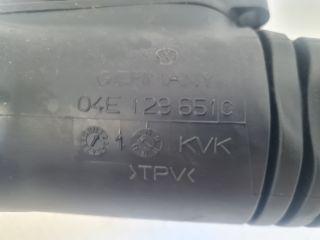 GERMANY
04E 129 651 C
1 KVK
>TPV<